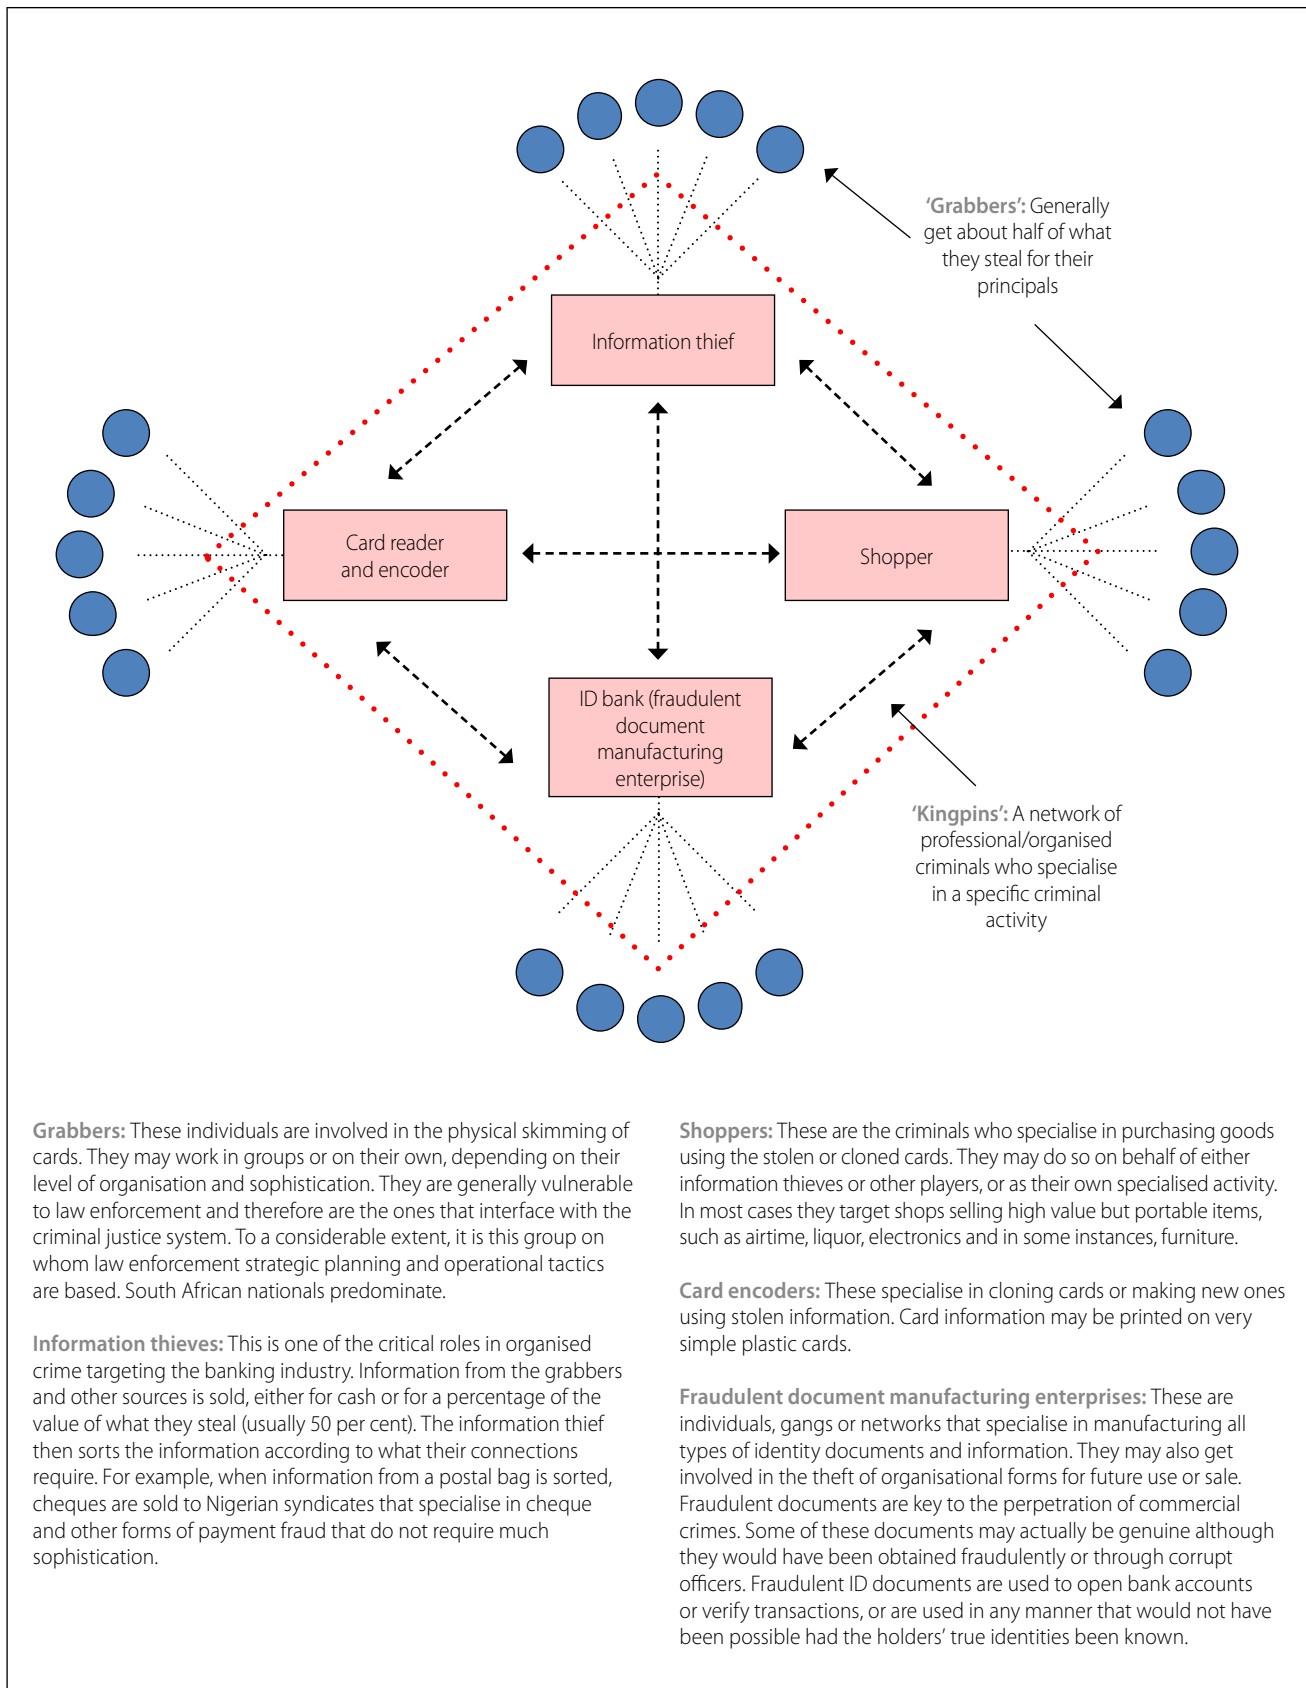 'Grabbers': Generally
get about half of what
they steal for their
principals
Information thief
Card reader
and encoder
Shopper
ID bank (fraudulent
document
manufacturing
enterprise)
'Kingpins': A network of
professional/organised
criminals who specialise
in a specific criminal
activity
Grabbers: These individuals are involved in the physical skimming of
cards. They may work in groups or on their own, depending on their
level of organisation and sophistication. They are generally vulnerable
to law enforcement and therefore are the ones that interface with the
criminal justice system. To a considerable extent, it is this group on
whom law enforcement strategic planning and operational tactics
are based. South African nationals predominate.
Information thieves: This is one of the critical roles in organised
crime targeting the banking industry. Information from the grabbers
and other sources is sold, either for cash or for a percentage of the
value of what they steal (usually 50 per cent). The information thief
then sorts the information according to what their connections
require. For example, when information from a postal bag is sorted,
cheques are sold to Nigerian syndicates that specialise in cheque
and other forms of payment fraud that do not require much
sophistication.
Shoppers: These are the criminals who specialise in purchasing goods
using the stolen or cloned cards. They may do so on behalf of either
information thieves or other players, or as their own specialised activity.
In most cases they target shops selling high value but portable items,
such as airtime, liquor, electronics and in some instances, furniture.
Card encoders: These specialise in cloning cards or making new ones
using stolen information. Card information may be printed on very
simple plastic cards.
Fraudulent document manufacturing enterprises: These are
individuals, gangs or networks that specialise in manufacturing all
types of identity documents and information. They may also get
involved in the theft of organisational forms for future use or sale.
Fraudulent documents are key to the perpetration of commercial
crimes. Some of these documents may actually be genuine although
they would have been obtained fraudulently or through corrupt
officers. Fraudulent ID documents are used to open bank accounts
or verify transactions, or are used in any manner that would not have
been possible had the holders' true identities been known.